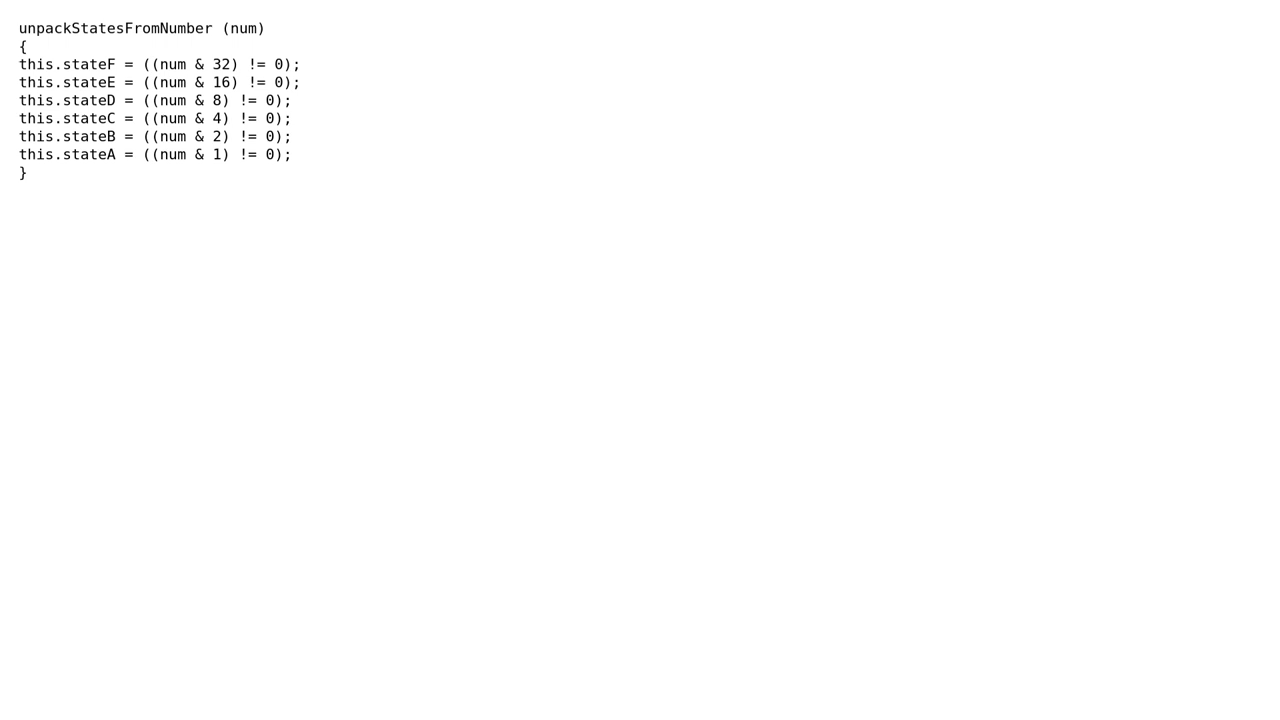 unpackStatesFromNumber (num)
{
this.stateF = ((num & 32) != 0);
this.stateE = ((num & 16) != 0);
this.stateD = ((num & 8) != 0);
this.stateC = ((num & 4) != 0);
this.stateB = ((num & 2) != 0);
this.stateA = ((num & 1) != 0);
}